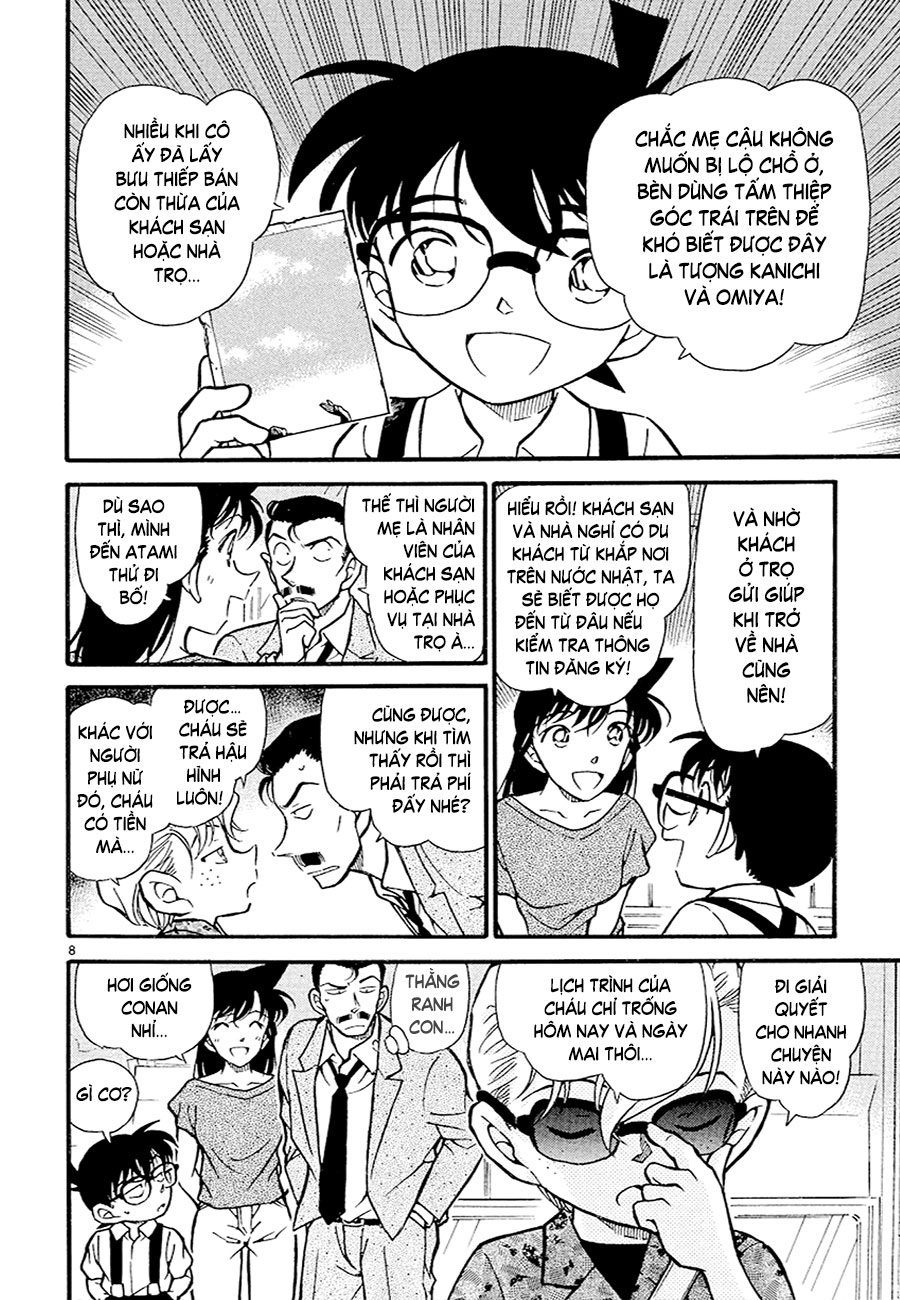 CHẮC MẸ CẬU KHÔNG
MUỐN BỊ LỘ CHỖ Ở,
BÈN DÙNG TẤM THIỆP
GÓC TRÁI TRÊN ĐỂ
KHÓ BIẾT ĐƯỢC ĐÂY
LÀ TƯỢNG KANICHI
VÀ OMIYA!
NHIỀU KHI CÔ
ẤY ĐÃ LẤY
BƯU THIẾP BÁN
CÒN THỪA CỦA
KHÁCH SẠN
HOẶC NHÀ
TRỌ...
VÀ NHỜ
KHÁCH
Ở TRỌ
GỬI GIÚP
KHI TRỞ
VỀ NHÀ
CŨNG
NÊN!
HIỂU RỒI! KHÁCH SẠN
VÀ NHÀ NGHỈ CÓ DU
KHÁCH TỪ KHẮP NƠI
TRÊN NƯỚC NHẬT, TA
SẼ BIẾT ĐƯỢC HỌ
ĐẾN TỪ ĐÂU NẾU
KIỂM TRA THÔNG
TIN ĐĂNG KÝ!
THẾ THÌ NGƯỜI
MẸ LÀ NHÂN
VIÊN CỦA
KHÁCH SẠN
HOẶC PHỤC
VỤ TẠI NHÀ
TRỌ À...
DÙ SAO
THÌ, MÌNH
ĐẾN ATAMI
THỬ ĐI
BỐ!
CŨNG ĐƯỢC,
NHƯNG KHI TÌM
THẤY RỒI THÌ
PHẢI TRẢ PHÍ
ĐẤY NHÉ?
ĐƯỢC...
CHÁU SẼ
TRẢ HẬU
HĨNH
LUÔN!
KHÁC VỚI
NGƯỜI
PHỤ NỮ
ĐÓ, CHÁU
CÓ TIỀN
MÀ...
8
ĐI GIẢI
QUYẾT
CHO NHANH
CHUYỆN
NÀY NÀO!
LỊCH TRÌNH CỦA
CHÁU CHỈ TRỐNG
HÔM NAY VÀ NGÀY
MAI THÔI...
THẰNG
RANH
CON...
HƠI GIỐNG
CONAN
NHỈ...
GÌ CƠ?